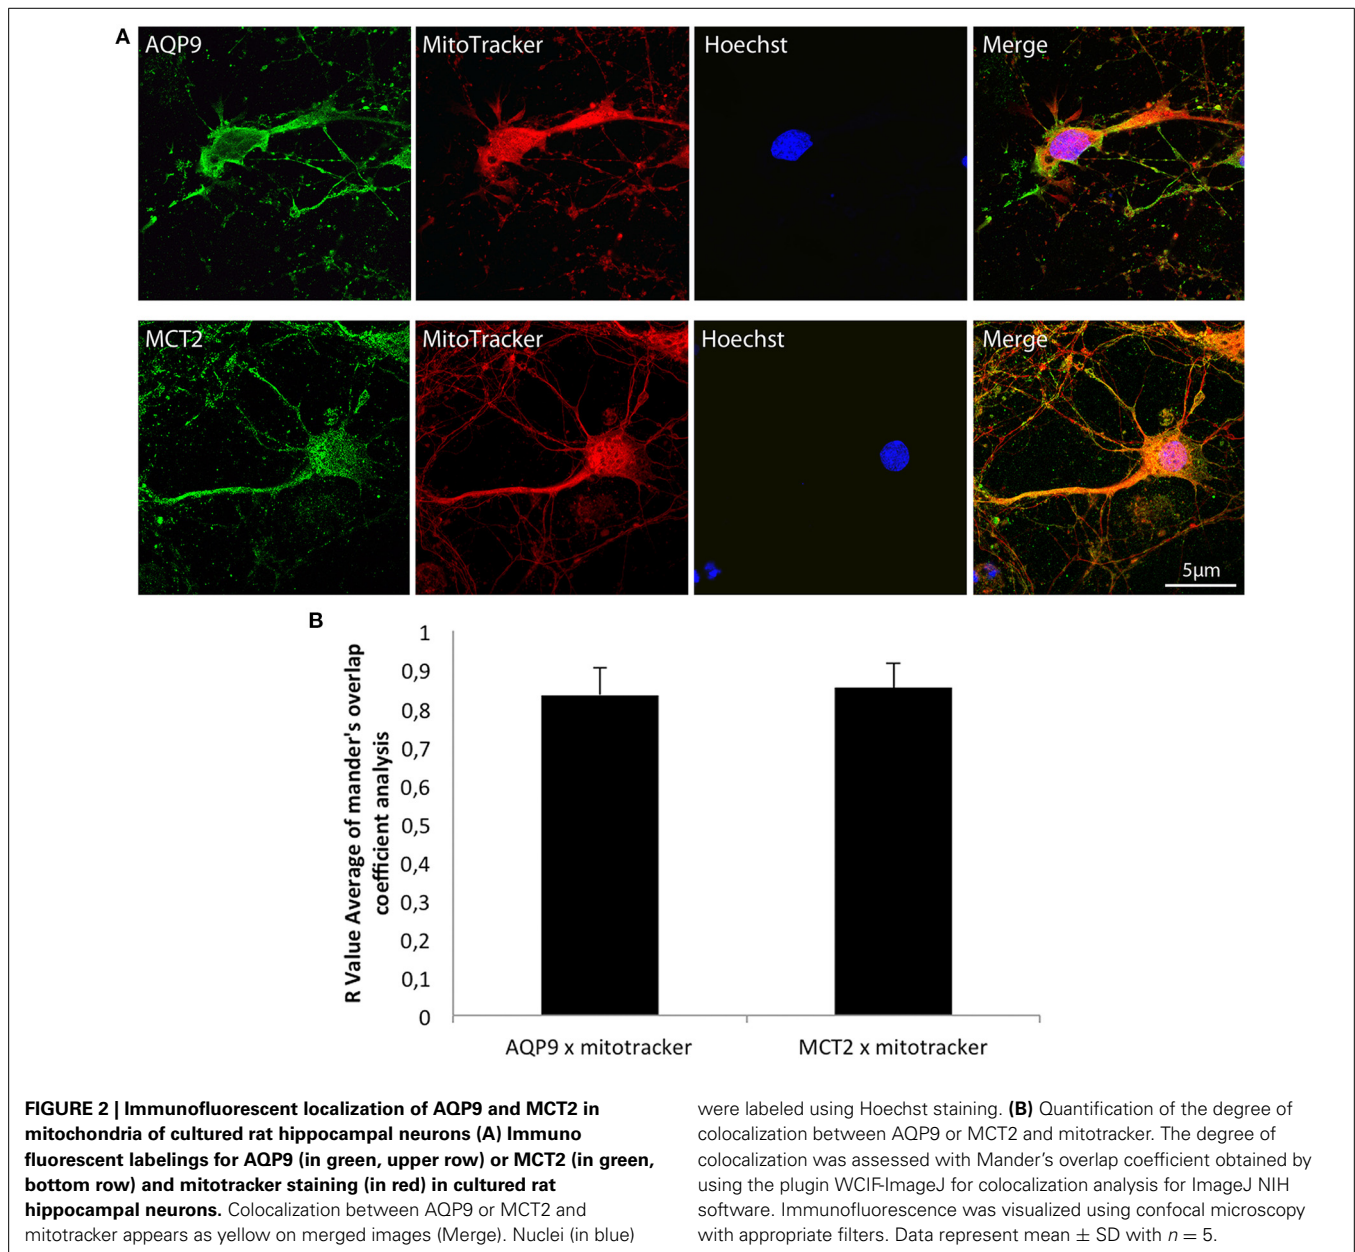 A
AQP9
MitoTracker
Hoechst
Merge
MCT2
MitoTracker
Hoechst
Merge
5μm
B
R Value Average of mander's overlap
coefficient analysis
1
0,9
0,8
0,7
0,6
0,5
0,4
0,3
0,2
0,1
0
AQP9 x mitotracker
MCT2 x mitotracker
FIGURE 2 | Immunofluorescent localization of AQP9 and MCT2 in
mitochondria of cultured rat hippocampal neurons (A) Immuno
fluorescent labelings for AQP9 (in green, upper row) or MCT2 (in green,
bottom row) and mitotracker staining (in red) in cultured rat
hippocampal neurons. Colocalization between AQP9 or MCT2 and
mitotracker appears as yellow on merged images (Merge). Nuclei (in blue)
were labeled using Hoechst staining. (B) Quantification of the degree of
colocalization between AQP9 or MCT2 and mitotracker. The degree of
colocalization was assessed with Mander's overlap coefficient obtained by
using the plugin WCIF-ImageJ for colocalization analysis for ImageJ NIH
software. Immunofluorescence was visualized using confocal microscopy
with appropriate filters. Data represent mean ± SD with n = 5.